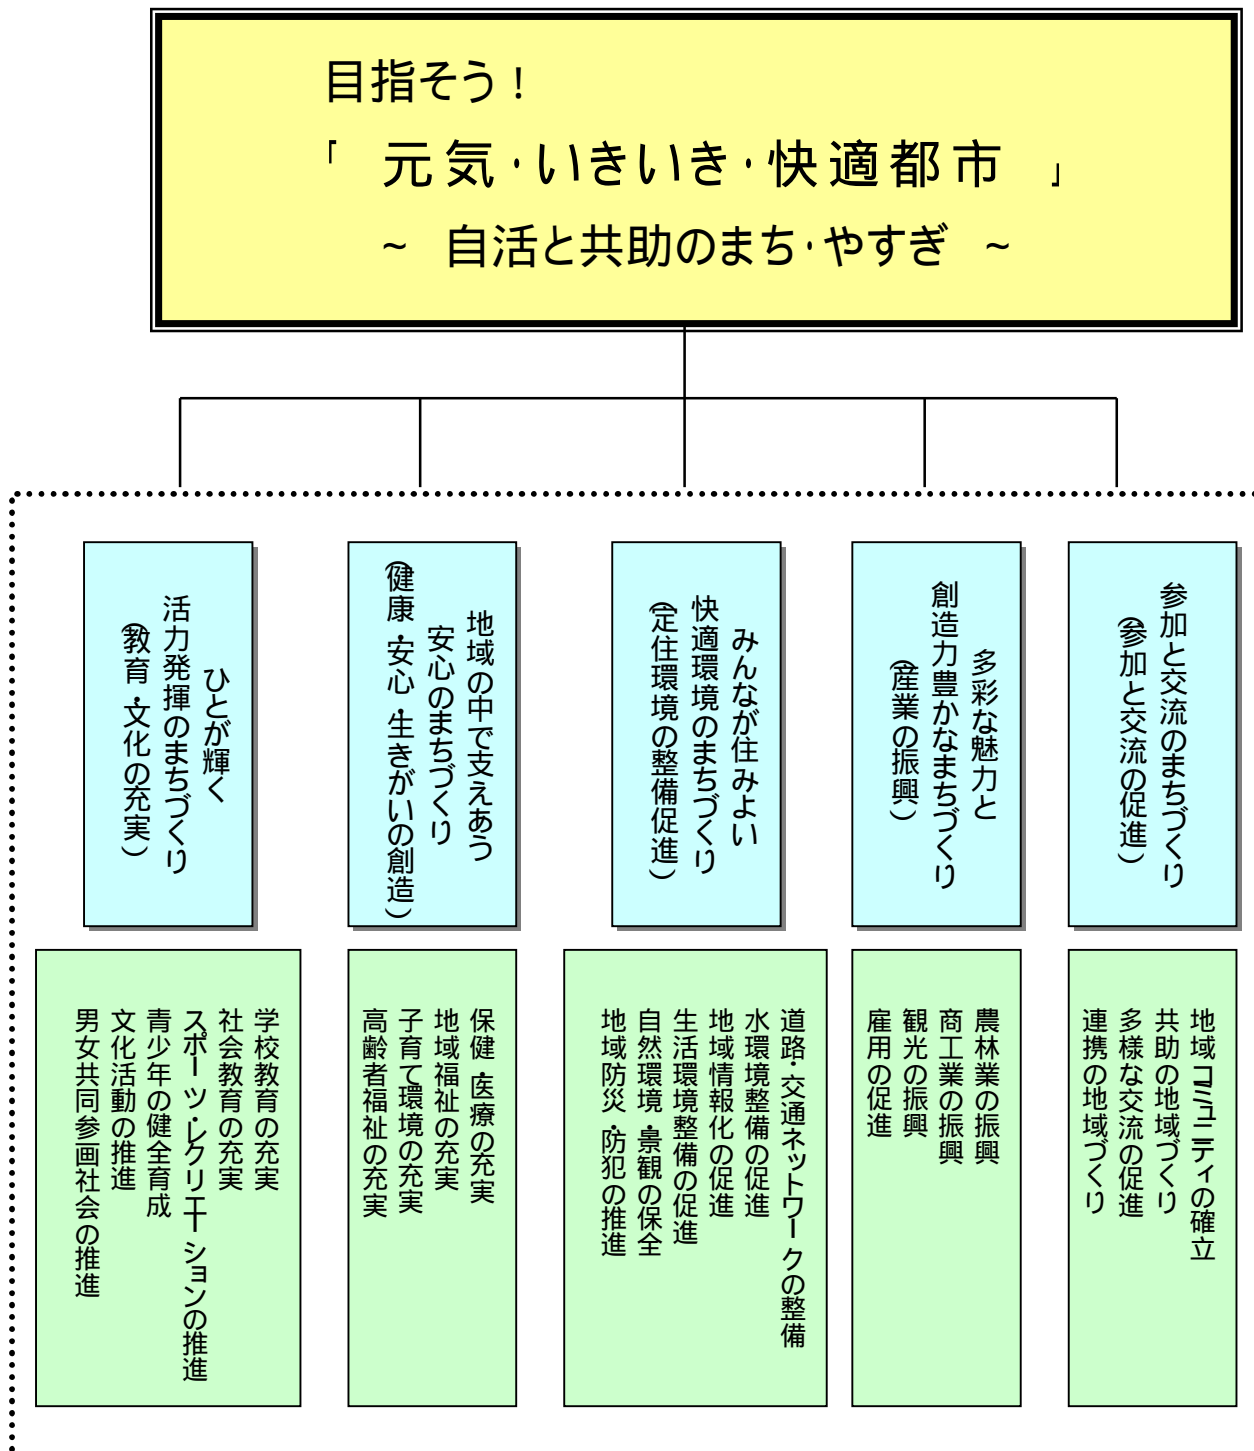 目指そう！
「 元気・いきいき・快適都市 」
～ 自活と共助のまち・やすぎ ～
ひとが輝く
活力発揮のまちづくり
（教育・文化の充実）
地域の中で支えあう
安心のまちづくり
（健康・安心・生きがいの創造）
みんなが住みよい
快適環境のまちづくり
（定住環境の整備促進）
多彩な魅力と
創造力豊かなまちづくり
（産業の振興）
参加と交流のまちづくり
（参加と交流の促進）
学校教育の充実
社会教育の充実
スポーツ・レクリエーションの推進
青少年の健全育成
文化活動の推進
男女共同参画社会の推進
保健・医療の充実
地域福祉の充実
子育て環境の充実
高齢者福祉の充実
道路・交通ネットワークの整備
水環境整備の促進
地域情報化の促進
生活環境整備の促進
自然環境・景観の保全
地域防災・防犯の推進
農林業の振興
商工業の振興
観光の振興
雇用の促進
地域コミュニティの確立
共助の地域づくり
多様な交流の促進
連携の地域づくり